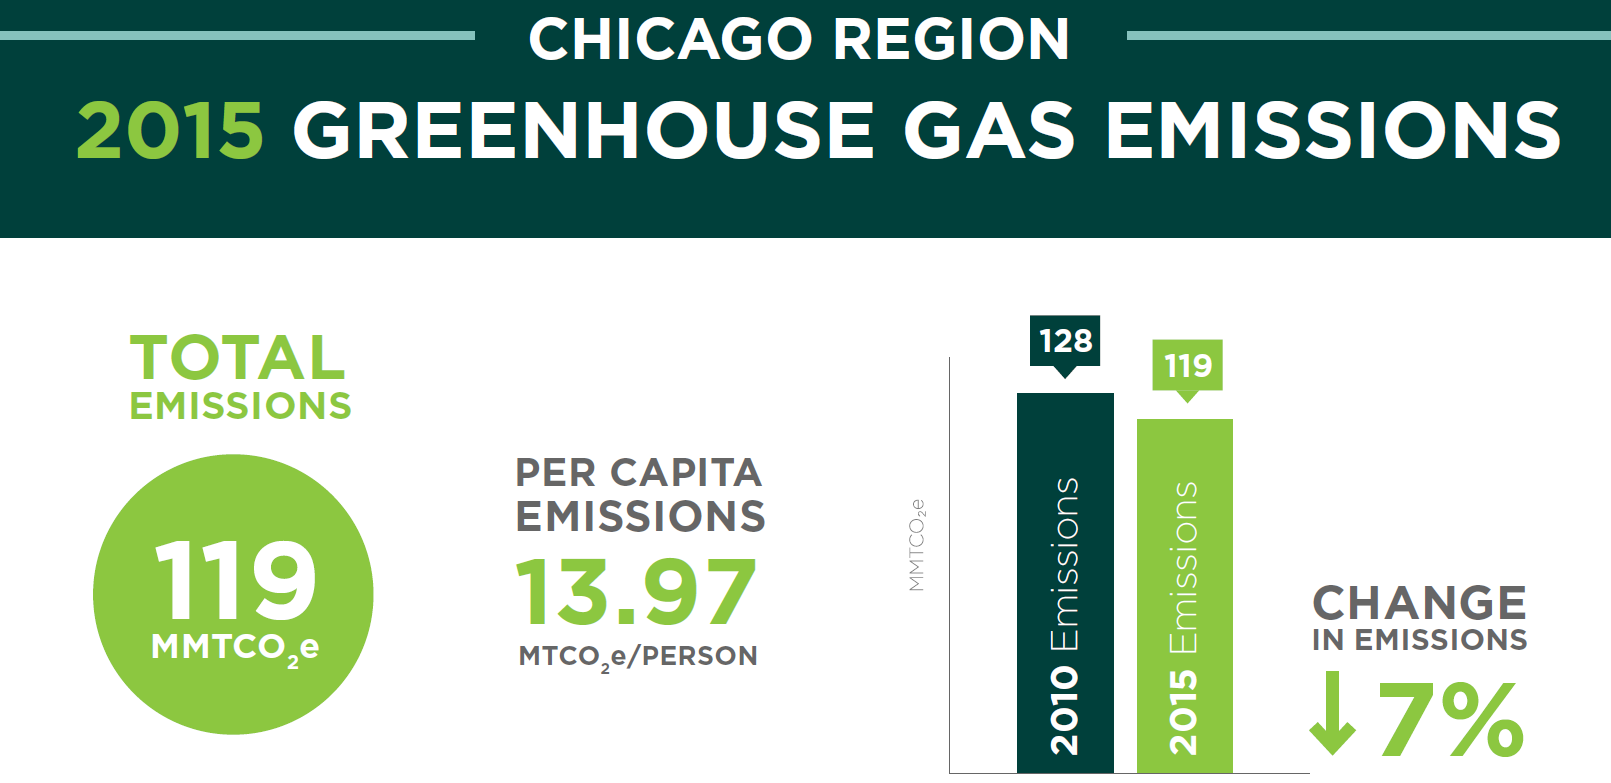 CHICAGO REGION
2015 GREENHOUSE GAS EMISSIONS
TOTAL
EMISSIONS
119
MMTCO₂e
PER CAPITA
EMISSIONS
13.97
MTCO₂e/PERSON
MMTCO₂e
128
2010 Emissions
119
2015 Emissions
CHANGE
IN EMISSIONS
↓7%